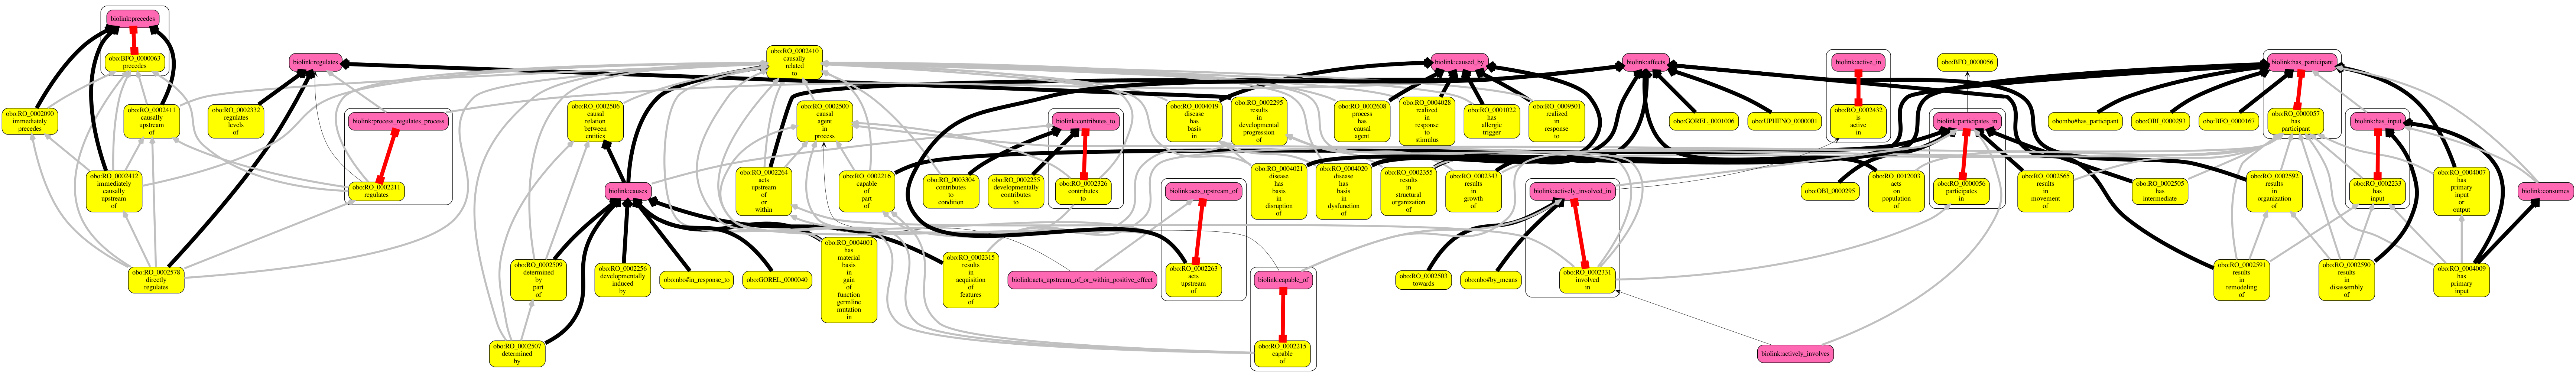 biolink:precedes
obo:BFO_0000063
precedes
biolink:regulates
obo:RO_0002410
causally
related
to
biolink:caused_by
biolink:affects
biolink:active_in
obo:BFO_0000056
biolink:has_participant
obo:RO_0002090
immediately
precedes
obo:RO_0002411
causally
upstream
of
obo:RO_0002332
regulates
levels
of
biolink:process_regulates_process
obo:RO_0002506
causal
relation
between
entities
obo:RO_0002500
causal
agent
in
process
biolink:contributes_to
obo:RO_0004019
disease
has
basis
in
obo:RO_0002295
results
in
developmental
progression
of
obo:RO_0002608
process
has
causal
agent
obo:RO_0004028
realized
in
response
to
stimulus
obo:RO_0001022
has
allergic
trigger
obo:RO_0009501
realized
in
response
to
obo:GOREL_0001006
obo:UPHENO_0000001
obo:RO_0002432
is
active
in
biolink:participates_in
obo:nbo#has_participant
obo:OBI_0000293
obo:BFO_0000167
obo:RO_0000057
has
participant
biolink:has_input
obo:RO_0002412
immediately
causally
upstream
of
obo:RO_0002211
regulates
biolink:causes
obo:RO_0002264
acts
upstream
of
or
within
obo:RO_0002216
capable
of
part
of
obo:RO_0003304
contributes
to
condition
obo:RO_0002255
developmentally
contributes
to
obo:RO_0002326
contributes
to
biolink:acts_upstream_of
obo:RO_0004021
disease
has
basis
in
disruption
of
obo:RO_0004020
disease
has
basis
in
dysfunction
of
obo:RO_0002355
results
in
structural
organization
of
obo:RO_0002343
results
in
growth
of
biolink:actively_involved_in
obo:OBI_0000295
obo:RO_0012003
acts
on
population
of
obo:RO_0000056
participates
in
obo:RO_0002565
results
in
movement
of
obo:RO_0002505
has
intermediate
obo:RO_0002592
results
in
organization
of
obo:RO_0002233
has
input
obo:RO_0004007
has
primary
input
or
output
biolink:consumes
obo:RO_0002578
directly
regulates
obo:RO_0002509
determined
by
part
of
obo:RO_0002256
developmentally
induced
by
obo:nbo#in_response_to
obo:GOREL_0000040
obo:RO_0004001
has
material
basis
in
gain
of
function
germline
mutation
in
obo:RO_0002315
results
in
acquisition
of
features
of
biolink:acts_upstream_of_or_within_positive_effect
obo:RO_0002263
acts
upstream
of
biolink:capable_of
obo:RO_0002503
towards
obo:nbo#by_means
obo:RO_0002331
involved
in
obo:RO_0002591
results
in
remodeling
of
obo:RO_0002590
results
in
disassembly
of
obo:RO_0004009
has
primary
input
obo:RO_0002507
determined
by
obo:RO_0002215
capable
of
biolink:actively_involves